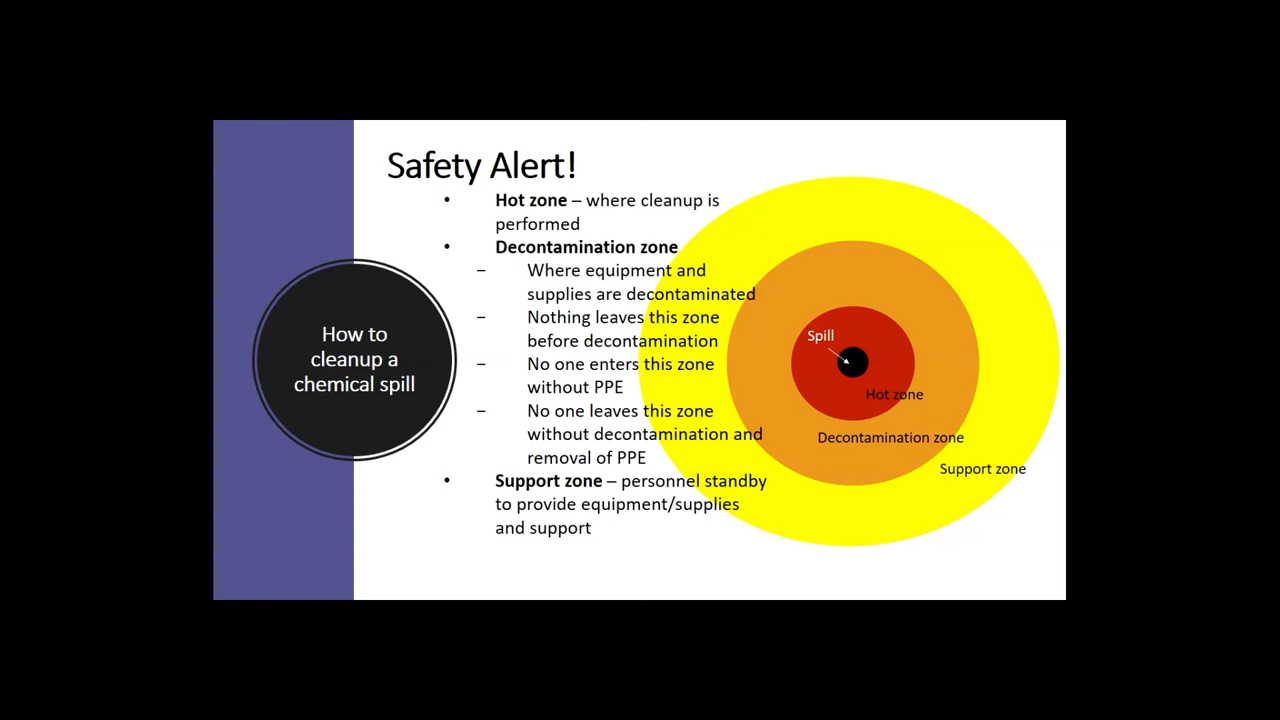 Safety Alert!
• Hot zone – where cleanup is
performed
• Decontamination zone
– Where equipment and
supplies are decontaminated
– Nothing leaves this zone
before decontamination
– No one enters this zone
without PPE
– No one leaves this zone
without decontamination and
removal of PPE
• Support zone – personnel standby
to provide equipment/supplies
and support
How to
cleanup a
chemical spill
Spill
Hot zone
Decontamination zone
Support zone